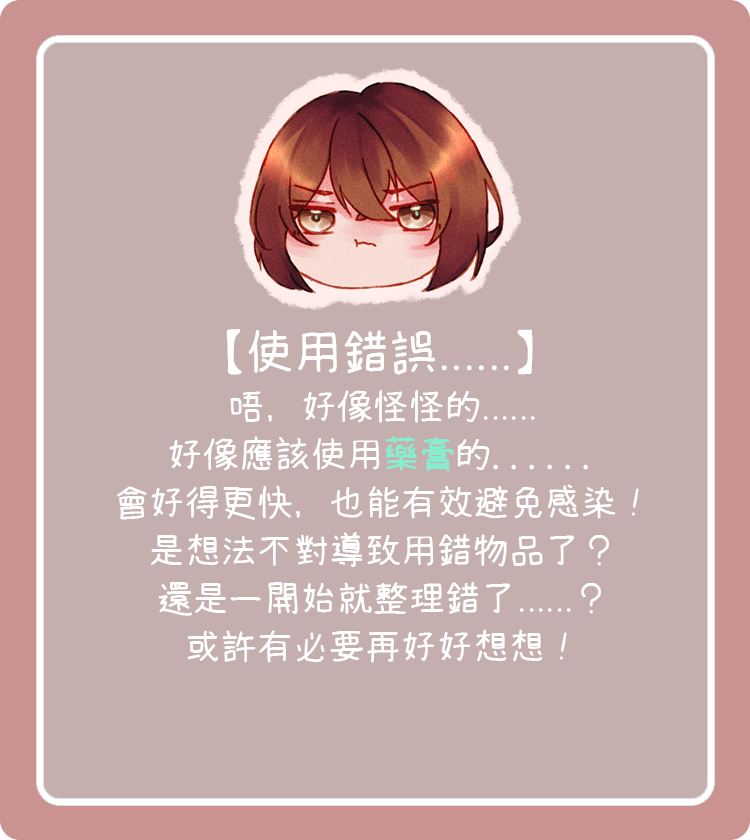 【使用錯誤......】
唔，好像怪怪的......
好像應該使用藥膏的......
會好得更快，也能有效避免感染！
是想法不對導致用錯物品了？
還是一開始就整理錯了......？
或許有必要再好好想想！